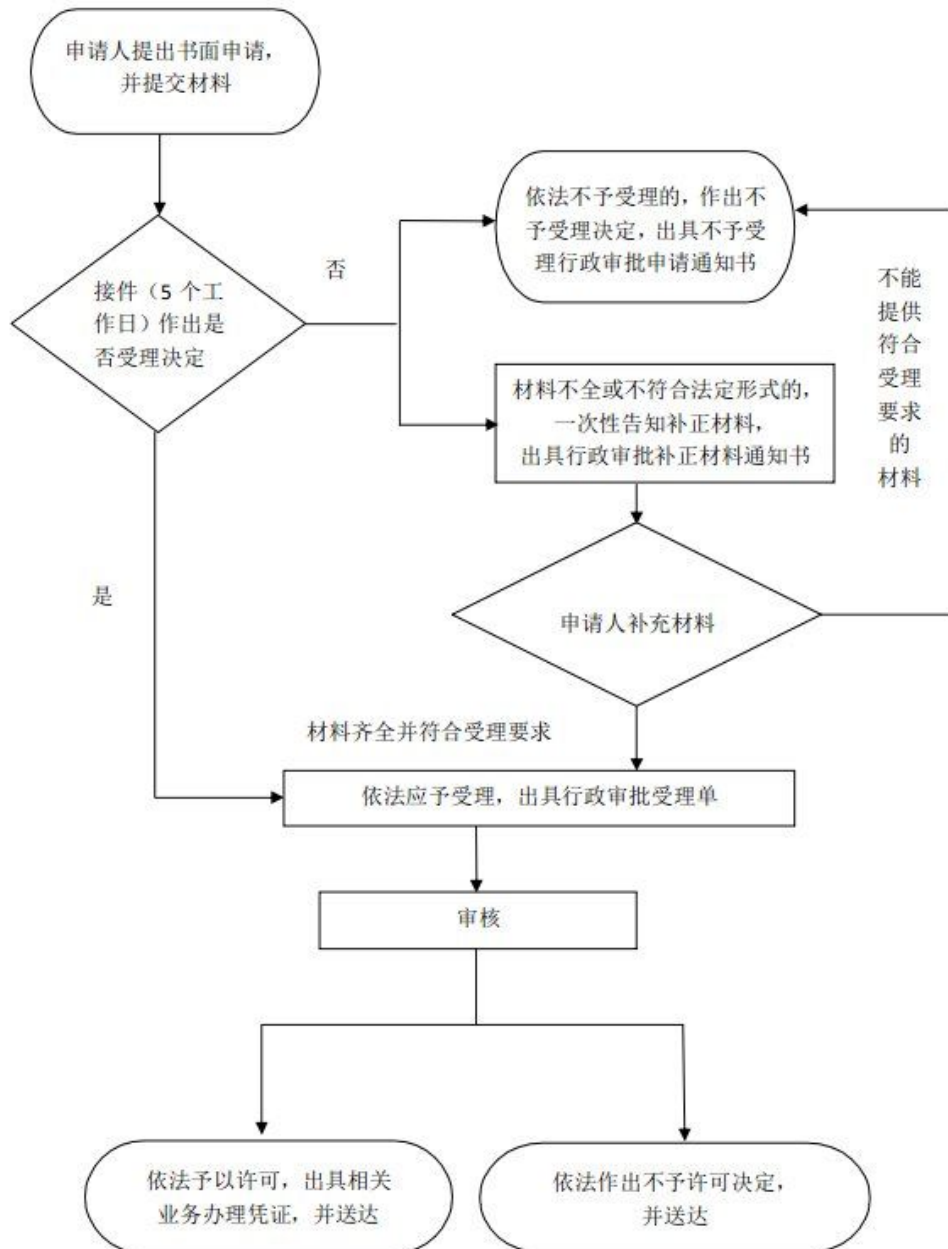 申请人提出书面申请，
并提交材料
依法不予受理的，作出不
予受理决定，出具不予受
理行政审批申请通知书
否
接件（5 个工
作日）作出是
否受理决定
不能
提供
符合
受理
要求
的
材料
材料不全或不符合法定形式的，
一次性告知补正材料，
出具行政审批补正材料通知书
是
申请人补充材料
材料齐全并符合受理要求
依法应予受理，出具行政审批受理单
审核
依法予以许可，出具相关
业务办理凭证，并送达
依法作出不予许可决定，
并送达